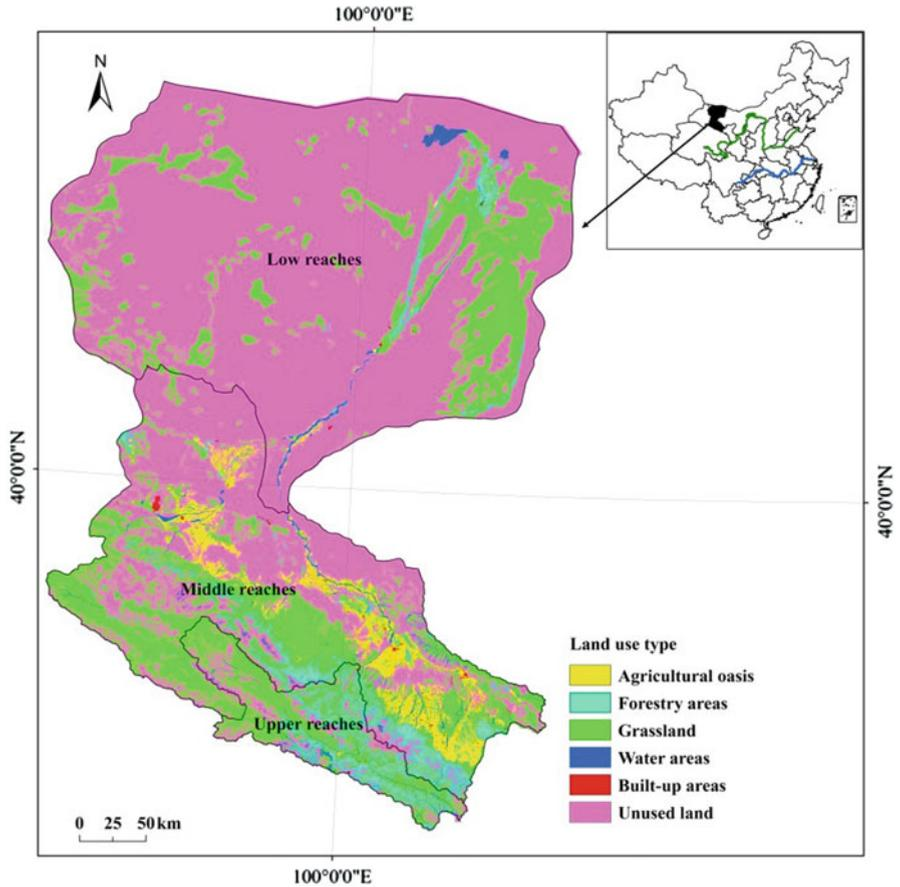 100°0'0"E
N
Low reaches
40°0'0"N
40°0'0"N
Middle reaches
Upper reaches
Land use type
Agricultural oasis
Forestry areas
Grassland
Water areas
Built-up areas
Unused land
0 25 50 km
100°0'0"E